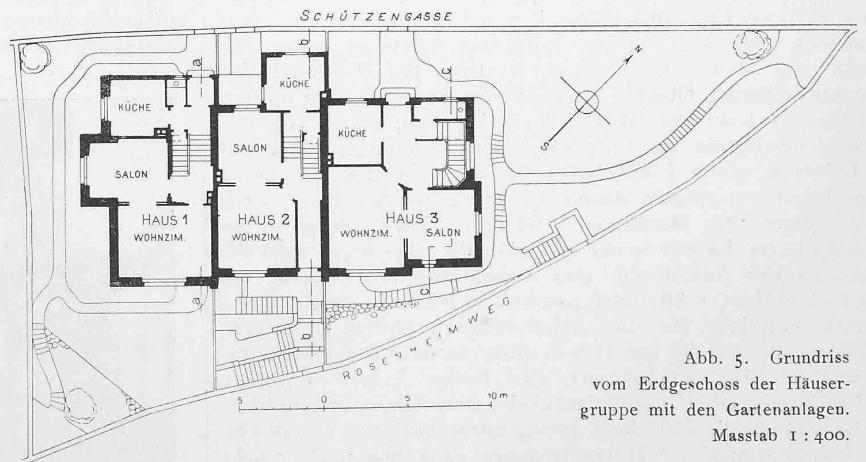 SCHÜTZENGASSE
a
b
c
KÜCHE
KÜCHE
KÜCHE
SALON
SALON
HAUS 1
WOHNZIM.
HAUS 2
WOHNZIM.
HAUS 3
WOHNZIM.
SALON
N
S
a
b
c
ROSENHEIMWEG
5 0 5 10 m
Abb. 5. Grundriss
vom Erdgeschoss der Häuser-
gruppe mit den Gartenanlagen.
Masstab 1 : 400.